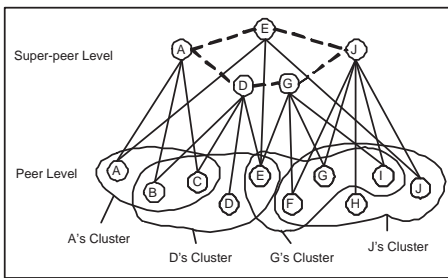 E
Super-peer Level A J
D G
Peer Level A B C D E F G H I J
A's Cluster
D's Cluster G's Cluster J's Cluster